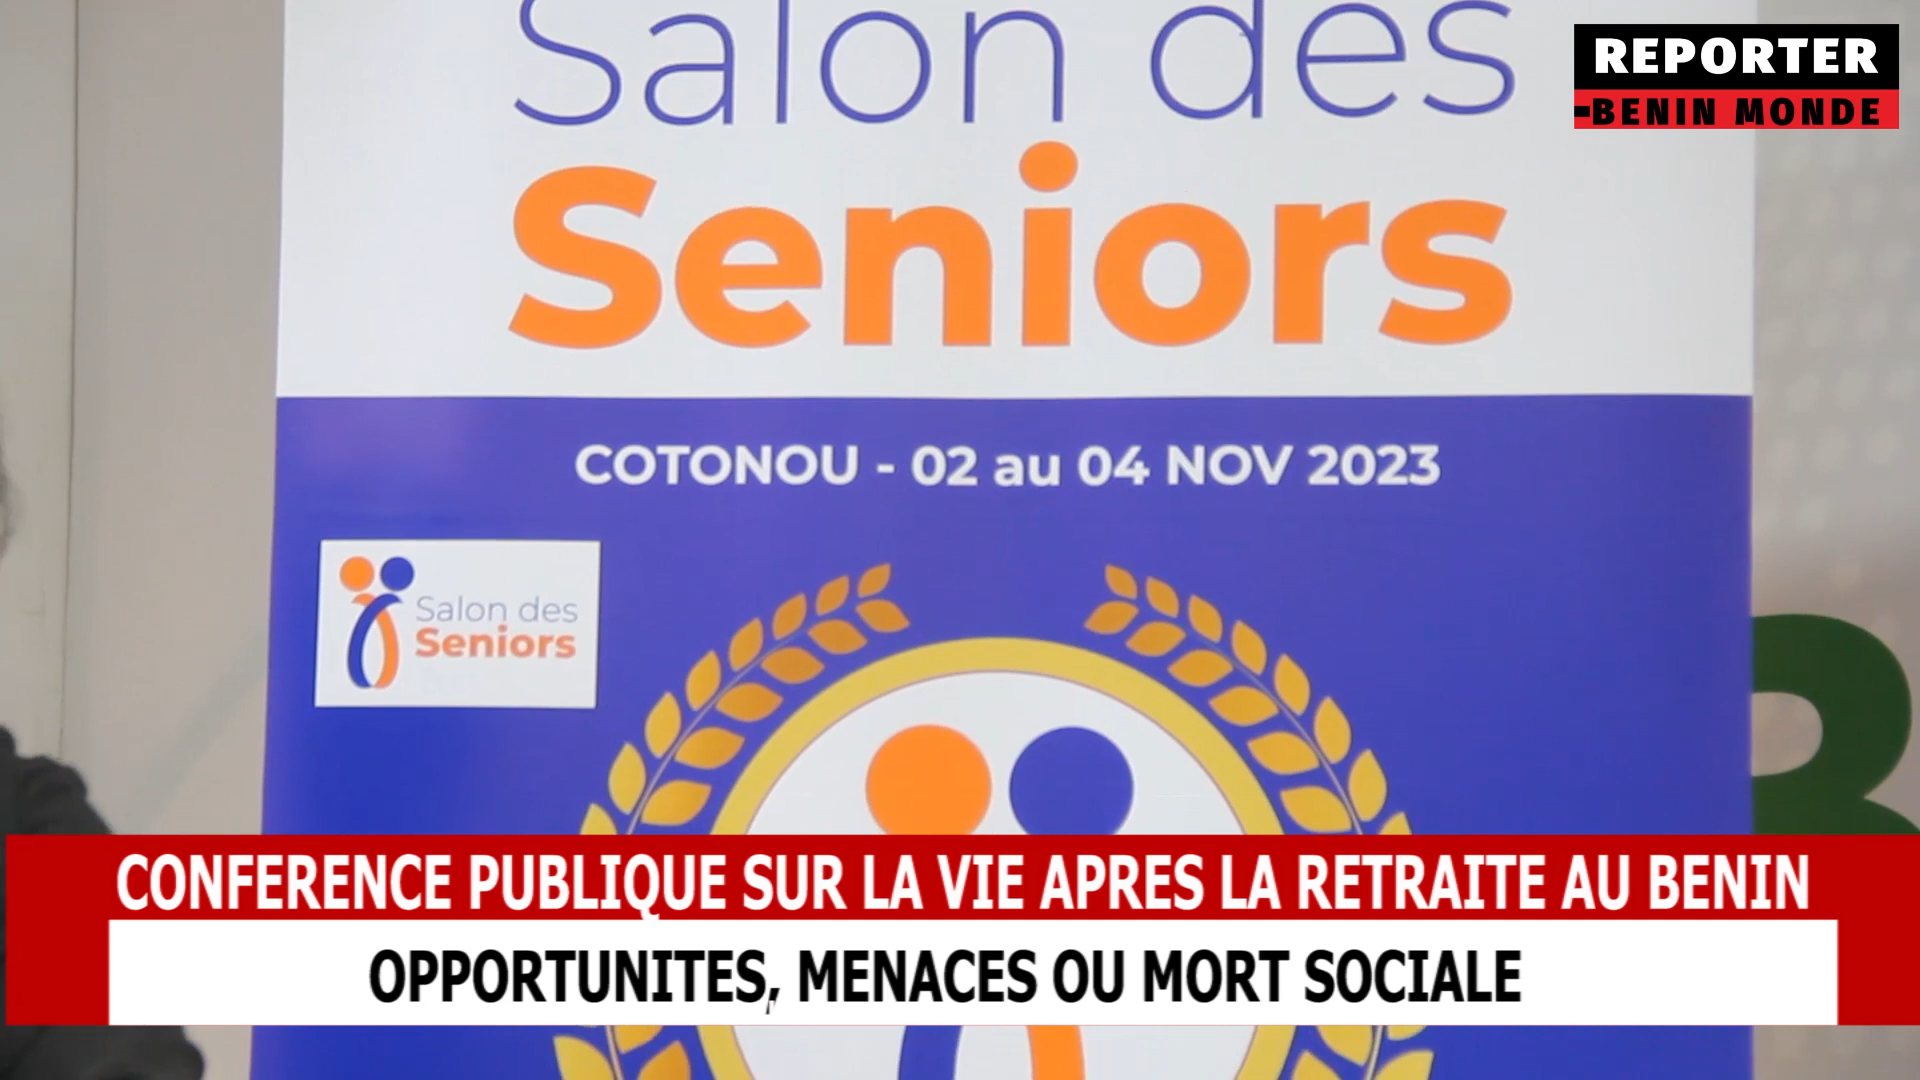 Salon des
REPORTER
-BENIN MONDE
Seniors
COTONOU - 02 au 04 NOV 2023
Salon des
Seniors
CONFERENCE PUBLIQUE SUR LA VIE APRES LA RETRAITE AU BENIN
OPPORTUNITES, MENACES OU MORT SOCIALE